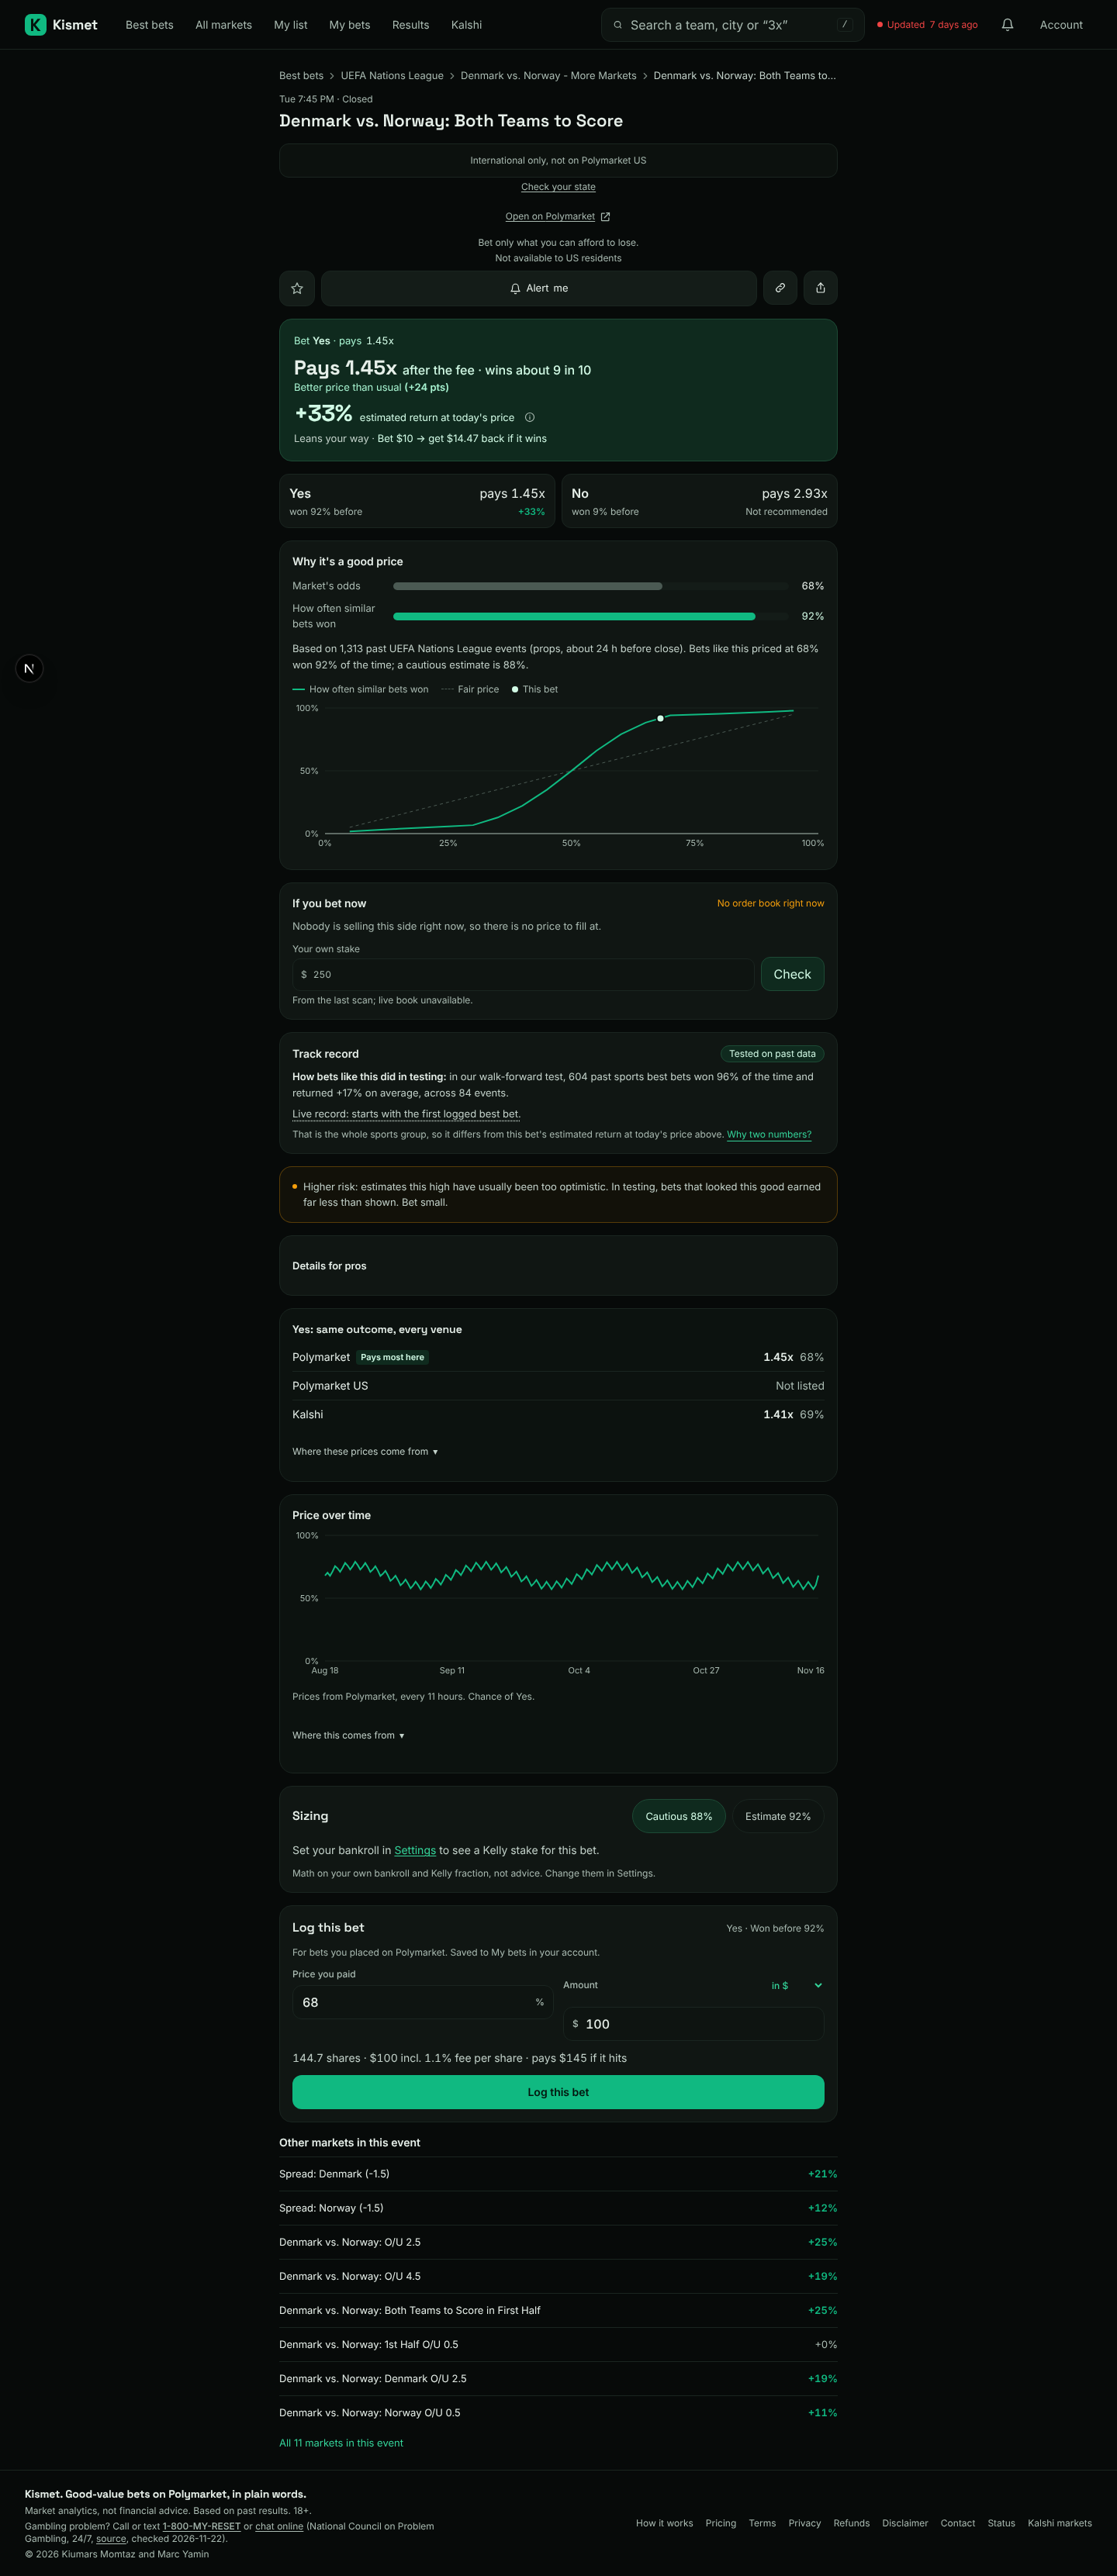 Kismet
Best bets
All markets
My list
My bets
Results
Kalshi
Search a team, city or “3x”
/
Updated 7 days ago
Account
Best bets > UEFA Nations League > Denmark vs. Norway - More Markets > Denmark vs. Norway: Both Teams to...
Tue 7:45 PM · Closed
Denmark vs. Norway: Both Teams to Score
International only, not on Polymarket US
Check your state
Open on Polymarket
Bet only what you can afford to lose.
Not available to US residents
Alert me
Bet Yes · pays 1.45x
Pays 1.45x after the fee · wins about 9 in 10
Better price than usual (+24 pts)
+33% estimated return at today's price
Leans your way · Bet $10 → get $14.47 back if it wins
Yes pays 1.45x
won 92% before +33%
No pays 2.93x
won 9% before Not recommended
Why it's a good price
Market's odds 68%
How often similar
bets won 92%
Based on 1,313 past UEFA Nations League events (props, about 24 h before close). Bets like this priced at 68%
won 92% of the time; a cautious estimate is 88%.
How often similar bets won Fair price This bet
100%
50%
0%
0% 25% 50% 75% 100%
N
If you bet now No order book right now
Nobody is selling this side right now, so there is no price to fill at.
Your own stake
$ 250
Check
From the last scan; live book unavailable.
Track record Tested on past data
How bets like this did in testing: in our walk-forward test, 604 past sports best bets won 96% of the time and
returned +17% on average, across 84 events.
Live record: starts with the first logged best bet.
That is the whole sports group, so it differs from this bet's estimated return at today's price above. Why two numbers?
Higher risk: estimates this high have usually been too optimistic. In testing, bets that looked this good earned
far less than shown. Bet small.
Details for pros
Yes: same outcome, every venue
Polymarket Pays most here 1.45x 68%
Polymarket US Not listed
Kalshi 1.41x 69%
Where these prices come from ▾
Price over time
100%
50%
0%
Aug 18 Sep 11 Oct 4 Oct 27 Nov 16
Prices from Polymarket, every 11 hours. Chance of Yes.
Where this comes from ▾
Sizing Cautious 88% Estimate 92%
Set your bankroll in Settings to see a Kelly stake for this bet.
Math on your own bankroll and Kelly fraction, not advice. Change them in Settings.
Log this bet Yes · Won before 92%
For bets you placed on Polymarket. Saved to My bets in your account.
Price you paid
68 %
Amount in $
$ 100
144.7 shares · $100 incl. 1.1% fee per share · pays $145 if it hits
Log this bet
Other markets in this event
Spread: Denmark (-1.5) +21%
Spread: Norway (-1.5) +12%
Denmark vs. Norway: O/U 2.5 +25%
Denmark vs. Norway: O/U 4.5 +19%
Denmark vs. Norway: Both Teams to Score in First Half +25%
Denmark vs. Norway: 1st Half O/U 0.5 +0%
Denmark vs. Norway: Denmark O/U 2.5 +19%
Denmark vs. Norway: Norway O/U 0.5 +11%
All 11 markets in this event
Kismet. Good-value bets on Polymarket, in plain words.
Market analytics, not financial advice. Based on past results. 18+.
Gambling problem? Call or text 1-800-MY-RESET or chat online (National Council on Problem
Gambling, 24/7, source, checked 2026-11-22).
© 2026 Kiumars Momtaz and Marc Yamin
How it works Pricing Terms Privacy Refunds Disclaimer Contact Status Kalshi markets